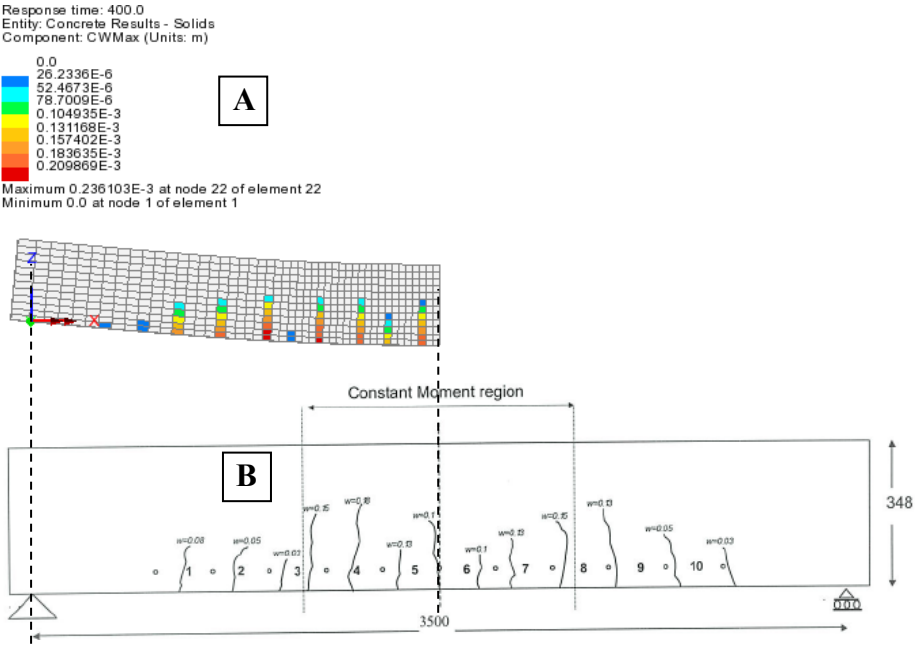 Response time: 400.0
Entity: Concrete Results - Solids
Component: CWMax (Units: m)
0.0
26.2336E-6
52.4673E-6
78.7009E-6
0.104935E-3
0.131168E-3
0.157402E-3
0.183635E-3
0.209869E-3
A
Maximum 0.236103E-3 at node 22 of element 22
Minimum 0.0 at node 1 of element 1
Z
X
Constant Moment region
B
w=0.08
w=0.05
w=0.03
w=0.15
w=0.18
w=0.13
w=0.1
w=0.1
w=0.13
w=0.15
w=0.13
w=0.05
w=0.03
1 2 3 4 5 6 7 8 9 10
348
3500